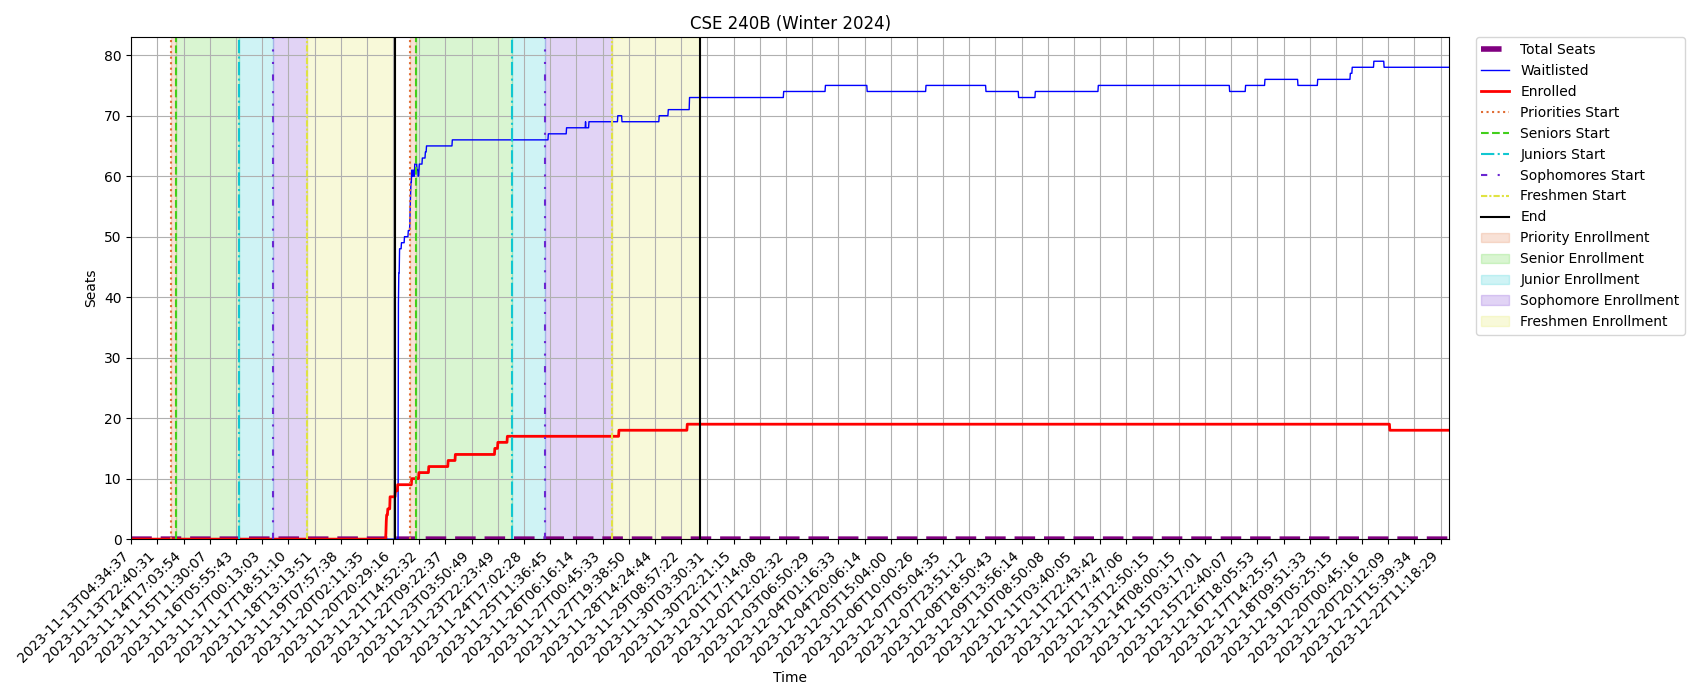 CSE 240B (Winter 2024)
80
70
60
50
40
30
20
10
0
Seats
2023-11-13T04:34:37
2023-11-13T22:40:31
2023-11-14T17:03:54
2023-11-15T11:30:07
2023-11-16T05:55:43
2023-11-17T00:13:03
2023-11-17T18:51:10
2023-11-18T13:13:51
2023-11-19T07:57:38
2023-11-20T02:11:35
2023-11-20T20:29:16
2023-11-21T14:52:32
2023-11-22T09:22:37
2023-11-23T03:50:49
2023-11-23T22:23:49
2023-11-24T17:02:28
2023-11-25T11:36:45
2023-11-26T06:16:14
2023-11-27T00:45:33
2023-11-27T19:38:50
2023-11-28T14:24:44
2023-11-29T08:57:22
2023-11-30T03:30:31
2023-11-30T22:21:15
2023-12-01T17:14:08
2023-12-02T12:02:32
2023-12-03T06:50:29
2023-12-04T01:16:33
2023-12-04T20:06:14
2023-12-05T15:04:00
2023-12-06T10:00:26
2023-12-07T05:04:35
2023-12-07T23:51:12
2023-12-08T18:50:43
2023-12-09T13:56:14
2023-12-10T08:50:08
2023-12-11T03:40:05
2023-12-11T22:43:42
2023-12-12T17:47:06
2023-12-13T12:50:15
2023-12-14T08:00:15
2023-12-15T03:17:01
2023-12-15T22:40:07
2023-12-16T18:05:53
2023-12-17T14:25:57
2023-12-18T09:51:33
2023-12-19T05:25:15
2023-12-20T00:45:16
2023-12-20T20:12:09
2023-12-21T15:39:34
2023-12-22T11:18:29
Time
Total Seats
Waitlisted
Enrolled
Priorities Start
Seniors Start
Juniors Start
Sophomores Start
Freshmen Start
End
Priority Enrollment
Senior Enrollment
Junior Enrollment
Sophomore Enrollment
Freshmen Enrollment